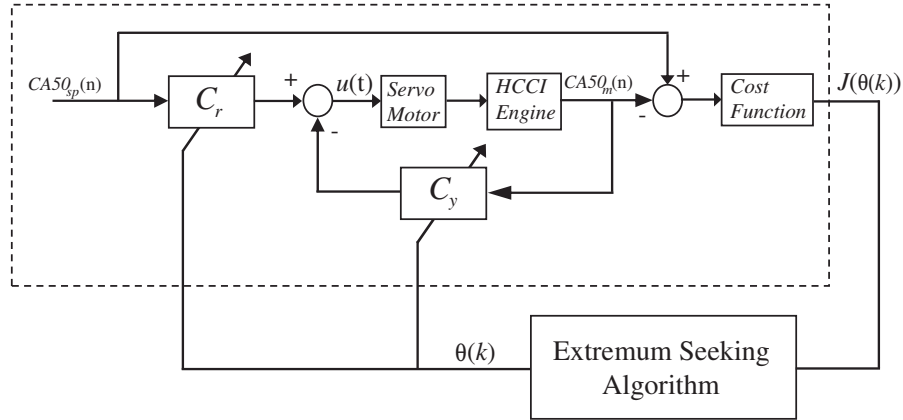 CA50sp(n)
Cr
+
-
u(t)
Servo
Motor
HCCI
Engine
CA50m(n)
+
-
Cost
Function
J(θ(k))
Cy
θ(k)
Extremum Seeking
Algorithm